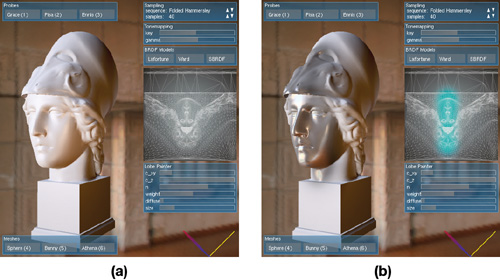 Probes
Grace (1) Pisa (2) Ennis (3)
Sampling
sequence: Folded Hammersley
samples: 40
Tonemapping
key
gamma
BRDF Models
Lafortune Ward SBRDF
Lobe Painter
c_xy
c_z
n
weight
diffuse
size
Meshes
Sphere (4) Bunny (5) Athena (6)
(a)
Probes
Grace (1) Pisa (2) Ennis (3)
Sampling
sequence: Folded Hammersley
samples: 40
Tonemapping
key
gamma
BRDF Models
Lafortune Ward SBRDF
Lobe Painter
c_xy
c_z
n
weight
diffuse
size
Meshes
Sphere (4) Bunny (5) Athena (6)
(b)